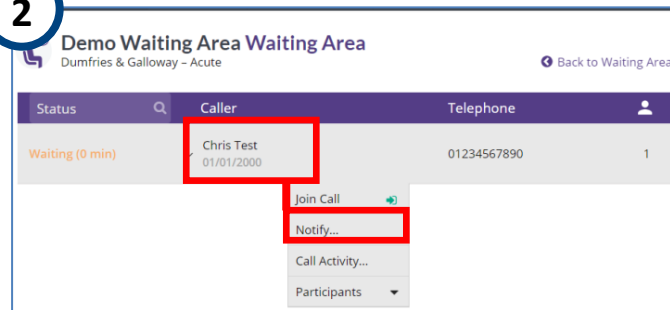 2
Demo Waiting Area Waiting Area
Dumfries & Galloway – Acute
Back to Waiting Area
Status Caller Telephone
Waiting (0 min) Chris Test 01234567890 1
01/01/2000
Join Call
Notify...
Call Activity...
Participants